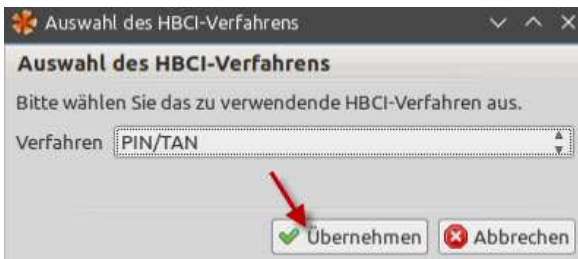 Auswahl des HBCI-Verfahrens
Auswahl des HBCI-Verfahrens
Bitte wählen Sie das zu verwendende HBCI-Verfahren aus.
Verfahren PIN/TAN
Übernehmen Abbrechen